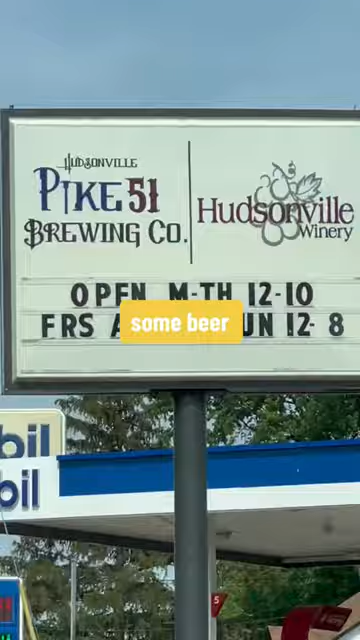 HUDSONVILLE
PIKE 51
BREWING CO.
Hudsonville
Winery
OPEN M-TH 12-10
FRS
some beer
UN 12-8
bil
bil
5